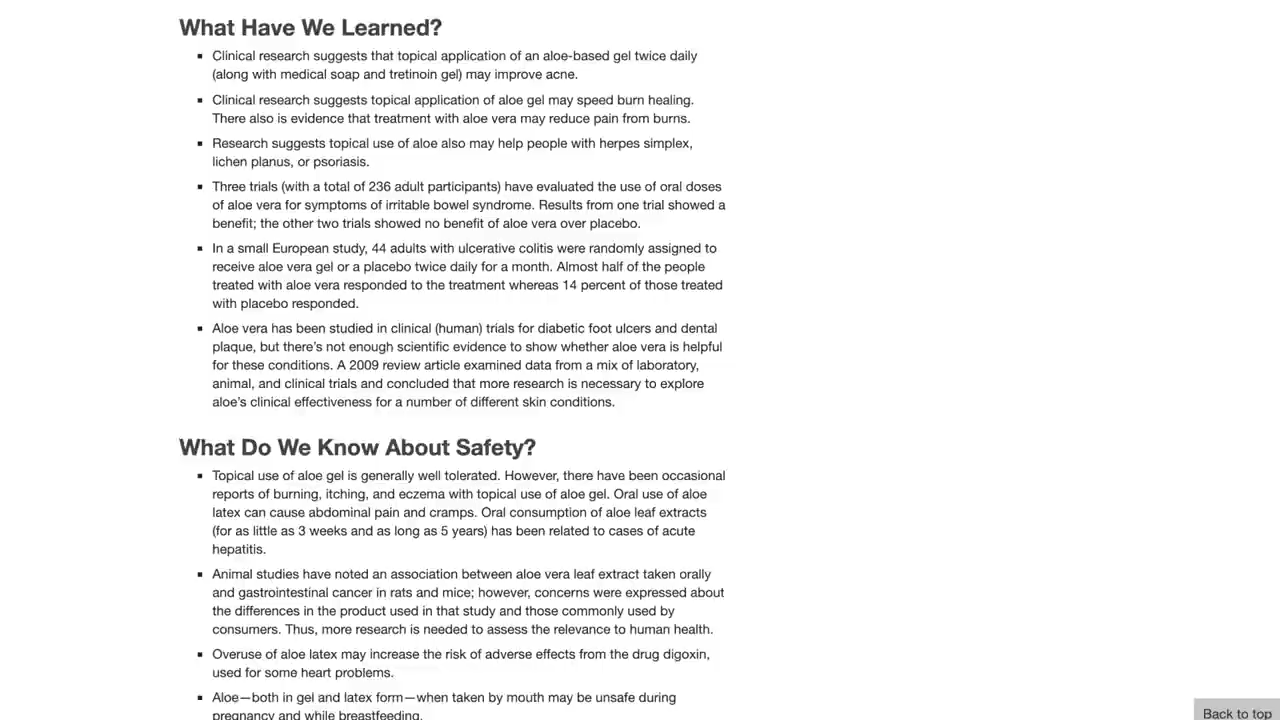 What Have We Learned?
▪ Clinical research suggests that topical application of an aloe-based gel twice daily
(along with medical soap and tretinoin gel) may improve acne.
▪ Clinical research suggests topical application of aloe gel may speed burn healing.
There also is evidence that treatment with aloe vera may reduce pain from burns.
▪ Research suggests topical use of aloe also may help people with herpes simplex,
lichen planus, or psoriasis.
▪ Three trials (with a total of 236 adult participants) have evaluated the use of oral doses
of aloe vera for symptoms of irritable bowel syndrome. Results from one trial showed a
benefit; the other two trials showed no benefit of aloe vera over placebo.
▪ In a small European study, 44 adults with ulcerative colitis were randomly assigned to
receive aloe vera gel or a placebo twice daily for a month. Almost half of the people
treated with aloe vera responded to the treatment whereas 14 percent of those treated
with placebo responded.
▪ Aloe vera has been studied in clinical (human) trials for diabetic foot ulcers and dental
plaque, but there’s not enough scientific evidence to show whether aloe vera is helpful
for these conditions. A 2009 review article examined data from a mix of laboratory,
animal, and clinical trials and concluded that more research is necessary to explore
aloe’s clinical effectiveness for a number of different skin conditions.
What Do We Know About Safety?
▪ Topical use of aloe gel is generally well tolerated. However, there have been occasional
reports of burning, itching, and eczema with topical use of aloe gel. Oral use of aloe
latex can cause abdominal pain and cramps. Oral consumption of aloe leaf extracts
(for as little as 3 weeks and as long as 5 years) has been related to cases of acute
hepatitis.
▪ Animal studies have noted an association between aloe vera leaf extract taken orally
and gastrointestinal cancer in rats and mice; however, concerns were expressed about
the differences in the product used in that study and those commonly used by
consumers. Thus, more research is needed to assess the relevance to human health.
▪ Overuse of aloe latex may increase the risk of adverse effects from the drug digoxin,
used for some heart problems.
▪ Aloe—both in gel and latex form—when taken by mouth may be unsafe during
pregnancy and while breastfeeding.
Back to top